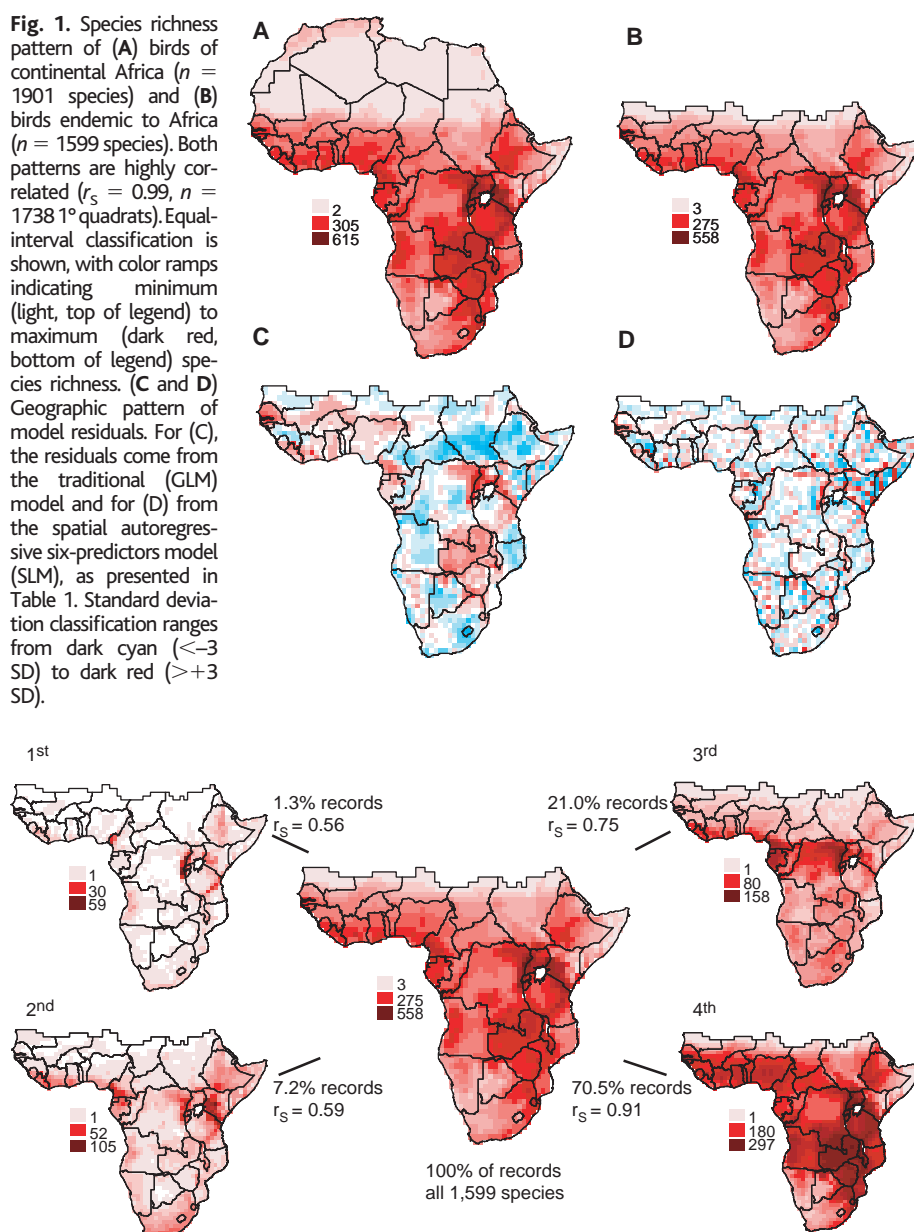 Fig. 1. Species richness
pattern of (A) birds of
continental Africa (n =
1901 species) and (B)
birds endemic to Africa
(n = 1599 species). Both
patterns are highly cor-
related (rS = 0.99, n =
1738 1° quadrats). Equal-
interval classification is
shown, with color ramps
indicating minimum
(light, top of legend) to
maximum (dark red,
bottom of legend) spe-
cies richness. (C and D)
Geographic pattern of
model residuals. For (C),
the residuals come from
the traditional (GLM)
model and for (D) from
the spatial autoregres-
sive six-predictors model
(SLM), as presented in
Table 1. Standard devia-
tion classification ranges
from dark cyan (<–3
SD) to dark red (>+3
SD).
A
2
305
615
B
3
275
558
C
D
1st
1
30
59
1.3% records
rS = 0.56
21.0% records
rS = 0.75
3rd
1
80
158
3
275
558
2nd
1
52
105
7.2% records
rS = 0.59
70.5% records
rS = 0.91
4th
1
180
297
100% of records
all 1,599 species